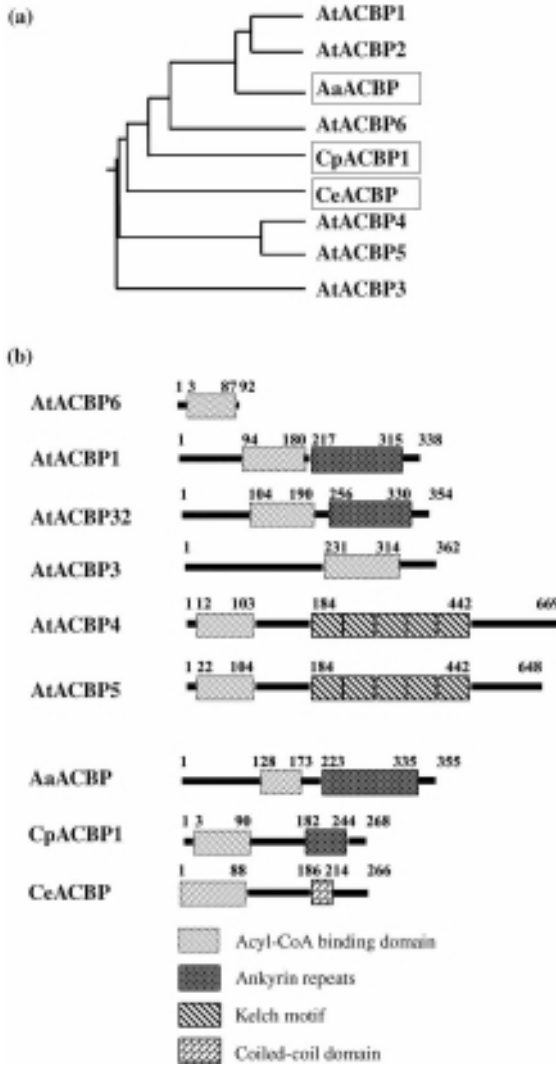 (a)
AtACBP1
AtACBP2
AaACBP
AtACBP6
CpACBP1
CeACBP
AtACBP4
AtACBP5
AtACBP3
(b)
AtACBP6 1 3 87 92
AtACBP1 1 94 180 217 315 338
AtACBP32 1 104 190 256 330 354
AtACBP3 1 231 314 362
AtACBP4 1 12 103 184 442 669
AtACBP5 1 22 104 184 442 648
AaACBP 1 128 173 223 335 355
CpACBP1 1 3 90 182 244 268
CeACBP 1 88 186 214 266
Acyl-CoA binding domain
Ankyrin repeats
Kelch motif
Coiled-coil domain